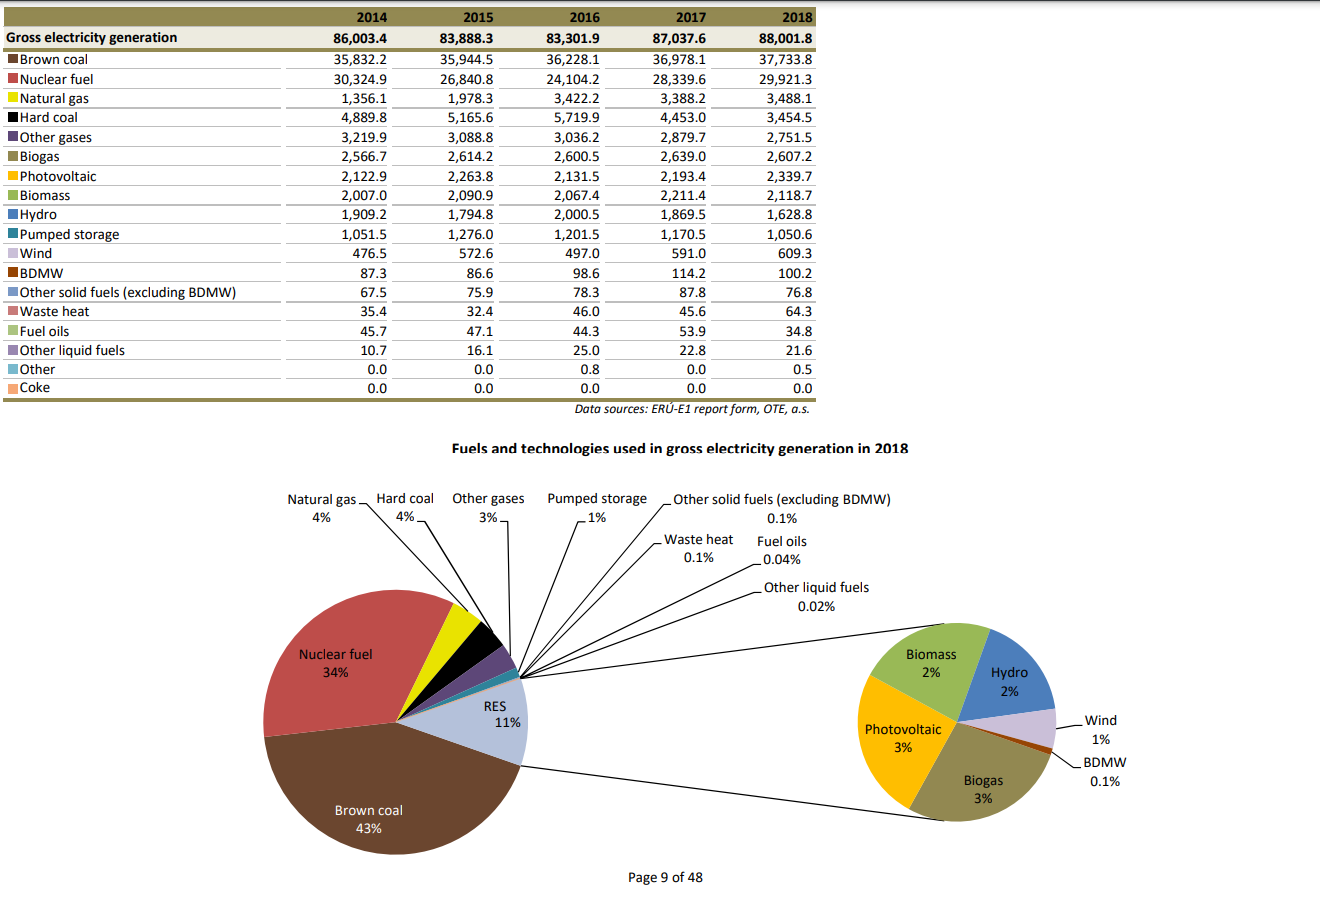 2014 2015 2016 2017 2018
Gross electricity generation 86,003.4 83,888.3 83,301.9 87,037.6 88,001.8
Brown coal 35,832.2 35,944.5 36,228.1 36,978.1 37,733.8
Nuclear fuel 30,324.9 26,840.8 24,104.2 28,339.6 29,921.3
Natural gas 1,356.1 1,978.3 3,422.2 3,388.2 3,488.1
Hard coal 4,889.8 5,165.6 5,719.9 4,453.0 3,454.5
Other gases 3,219.9 3,088.8 3,036.2 2,879.7 2,751.5
Biogas 2,566.7 2,614.2 2,600.5 2,639.0 2,607.2
Photovoltaic 2,122.9 2,263.8 2,131.5 2,193.4 2,339.7
Biomass 2,007.0 2,090.9 2,067.4 2,211.4 2,118.7
Hydro 1,909.2 1,794.8 2,000.5 1,869.5 1,628.8
Pumped storage 1,051.5 1,276.0 1,201.5 1,170.5 1,050.6
Wind 476.5 572.6 497.0 591.0 609.3
BDMW 87.3 86.6 98.6 114.2 100.2
Other solid fuels (excluding BDMW) 67.5 75.9 78.3 87.8 76.8
Waste heat 35.4 32.4 46.0 45.6 64.3
Fuel oils 45.7 47.1 44.3 53.9 34.8
Other liquid fuels 10.7 16.1 25.0 22.8 21.6
Other 0.0 0.0 0.8 0.0 0.5
Coke 0.0 0.0 0.0 0.0 0.0
Data sources: ERÚ-E1 report form, OTE, a.s.
Fuels and technologies used in gross electricity generation in 2018
Natural gas
4%
Hard coal
4%
Other gases
3%
Pumped storage
1%
Other solid fuels (excluding BDMW)
0.1%
Waste heat
0.1%
Fuel oils
0.04%
Other liquid fuels
0.02%
Nuclear fuel
34%
RES
11%
Brown coal
43%
Biomass
2%
Hydro
2%
Wind
1%
Photovoltaic
3%
BDMW
0.1%
Biogas
3%
Page 9 of 48